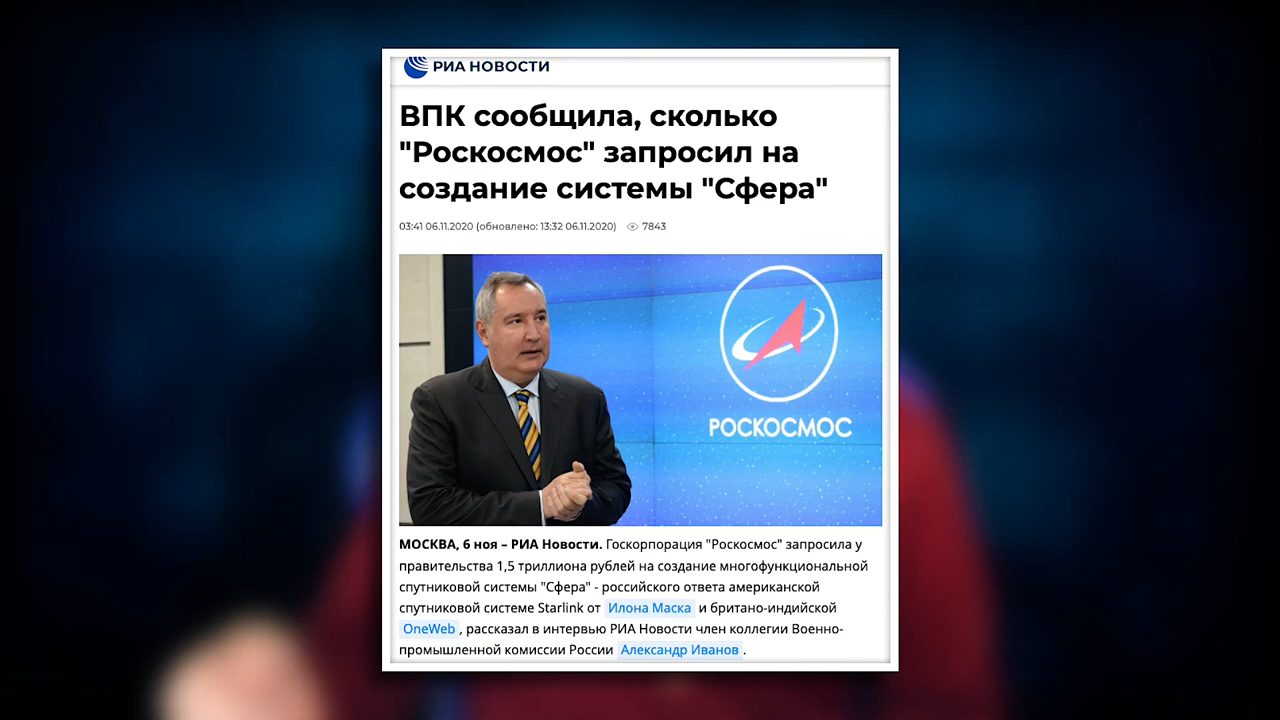 РИА НОВОСТИ
ВПК сообщила, сколько
"Роскосмос" запросил на
создание системы "Сфера"
03:41 06.11.2020 (обновлено: 13:32 06.11.2020) 7843
РОСКОСМОС
МОСКВА, 6 ноя – РИА Новости. Госкорпорация "Роскосмос" запросила у
правительства 1,5 триллиона рублей на создание многофункциональной
спутниковой системы "Сфера" - российского ответа американской
спутниковой системе Starlink от Илона Маска и британо-индийской
OneWeb , рассказал в интервью РИА Новости член коллегии Военно-
промышленной комиссии России Александр Иванов .